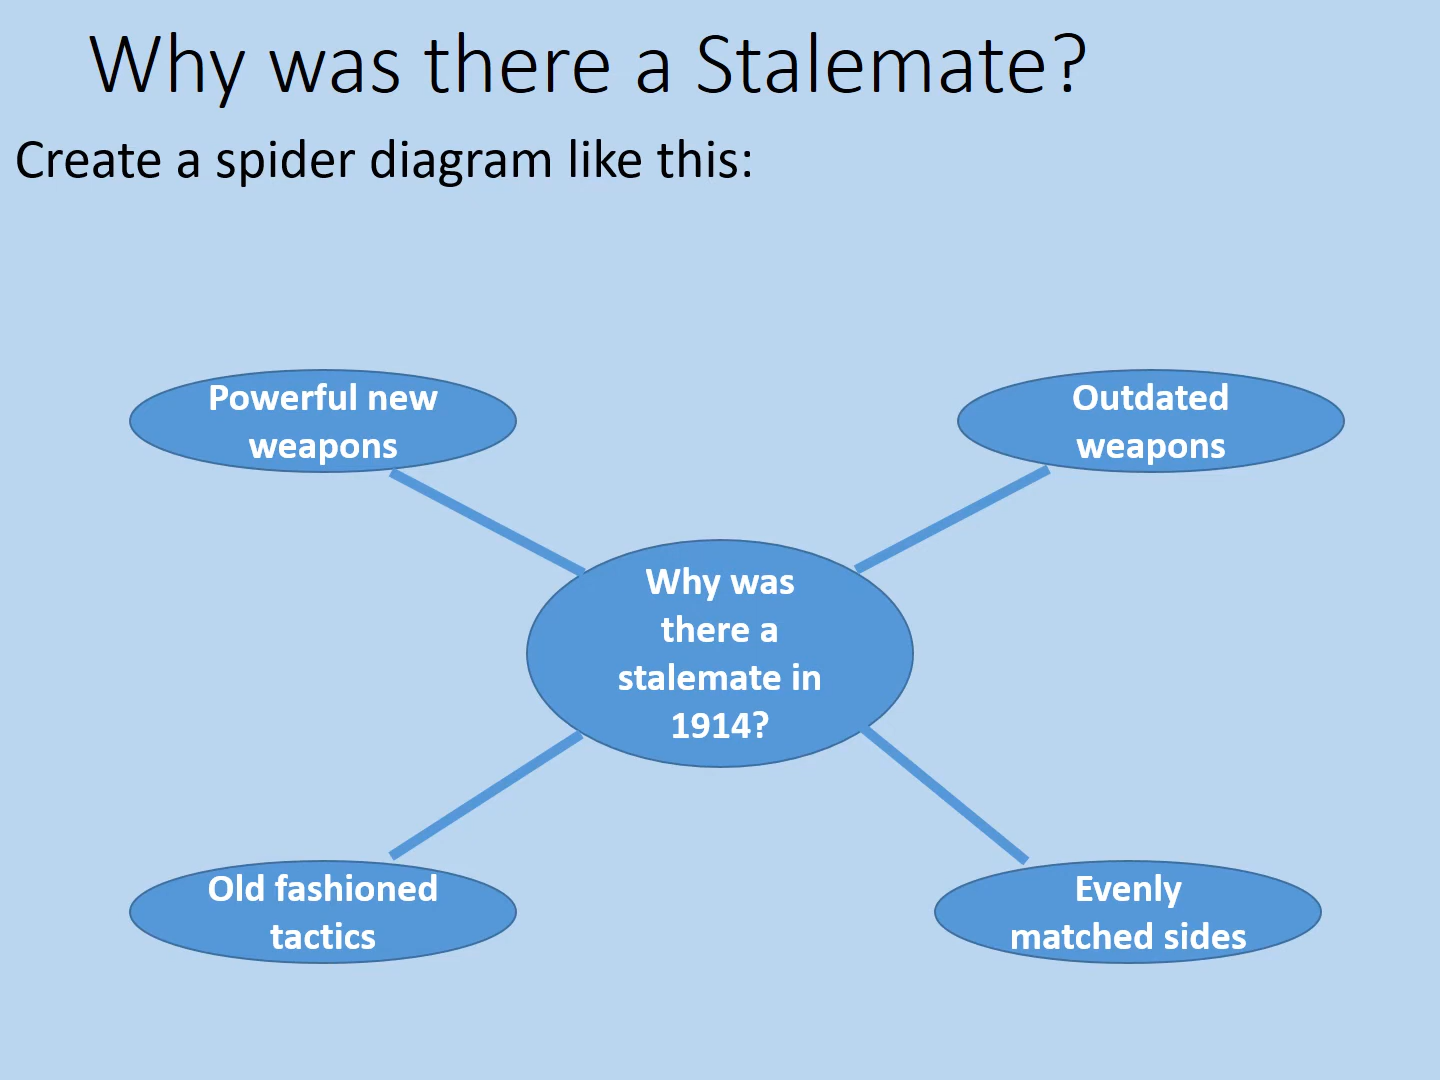 Why was there a Stalemate?
Create a spider diagram like this:
Powerful new
weapons
Outdated
weapons
Why was
there a
stalemate in
1914?
Old fashioned
tactics
Evenly
matched sides